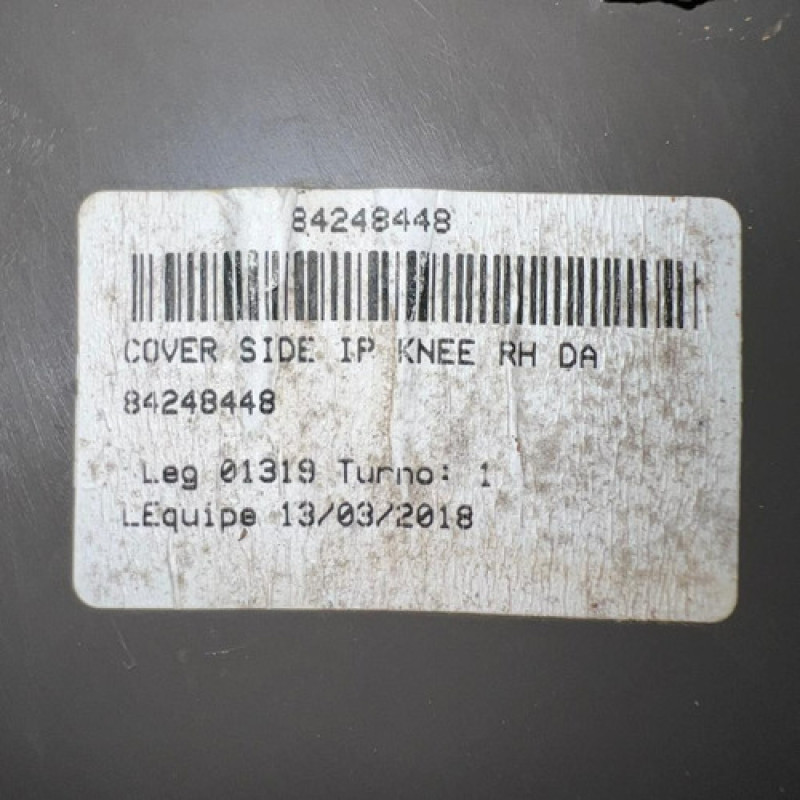 84248448
COVER SIDE IP KNEE RH DA
84248448
Leg 01319 Turno: 1
LEquipe 13/03/2018